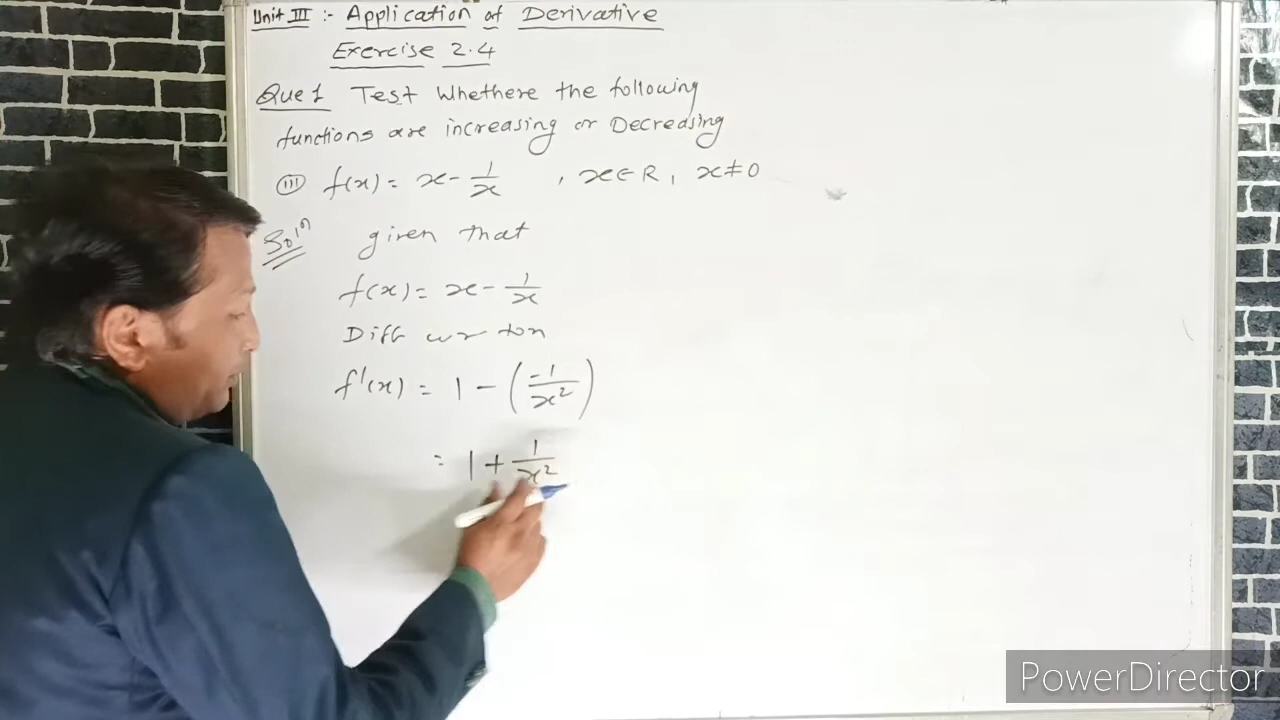 Unit III :- Application of Derivative
Exercise 2.4
Que 1 Test Whethere the following
functions are increasing or Decreasing
(III) f(x) = x - 1/x , x ∈ R, x ≠ 0
Solⁿ given that
f(x) = x - 1/x
Diff w r to x
f'(x) = 1 - (-1/x²)
= 1 + 1/x²
PowerDirector